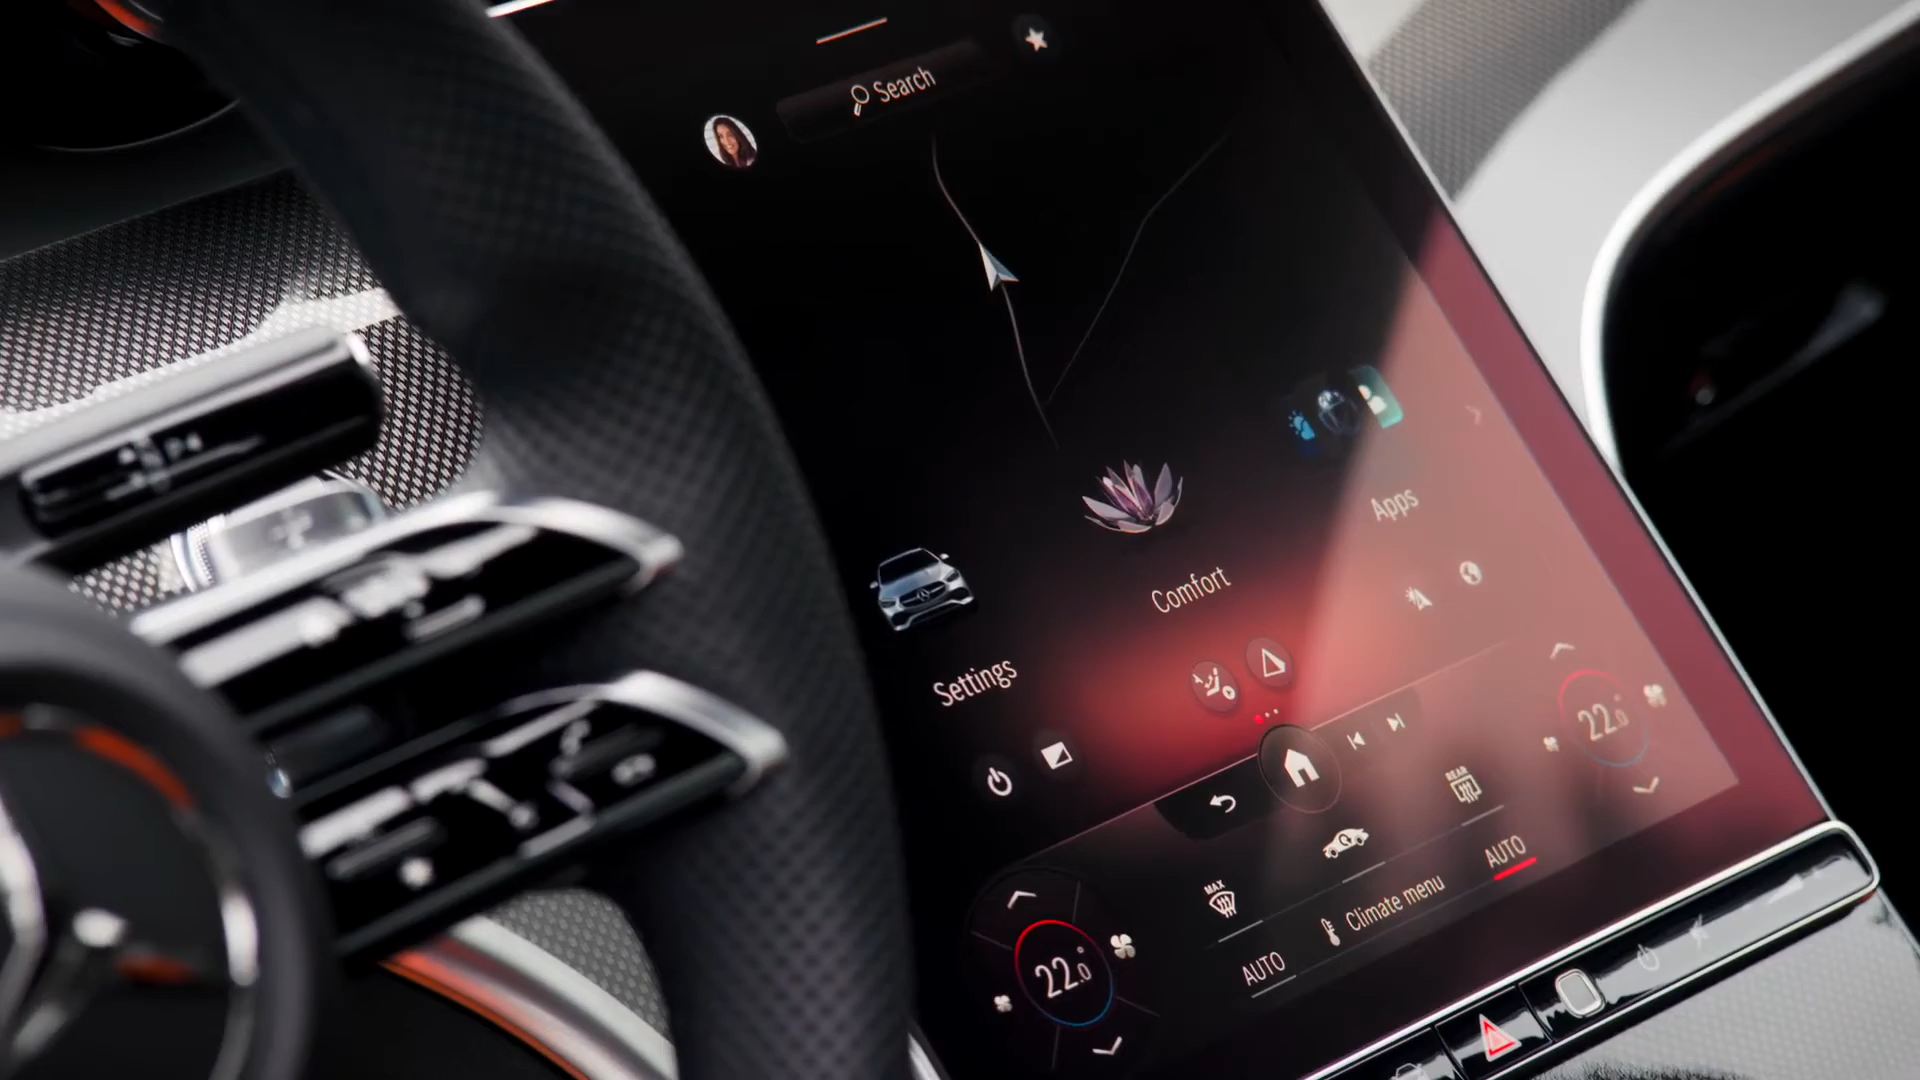 Search
Apps
Comfort
Settings
22.0
REAR
MAX
AUTO
Climate menu
AUTO
22.0